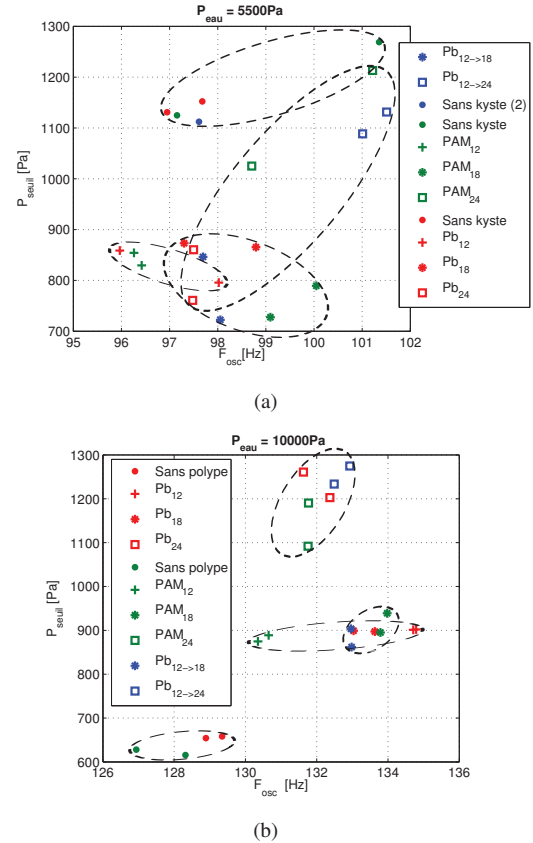 P_eau = 5500Pa
1300
1200
1100
1000
900
800
700
P_seuil [Pa]
95 96 97 98 99 100 101 102
F_osc[Hz]
Pb_12->18
Pb_12->24
Sans kyste (2)
Sans kyste
PAM_12
PAM_18
PAM_24
Sans kyste
Pb_12
Pb_18
Pb_24
(a)
P_eau = 10000Pa
1300
1200
1100
1000
900
800
700
600
P_seuil [Pa]
Sans polype
Pb_12
Pb_18
Pb_24
Sans polype
PAM_12
PAM_18
PAM_24
Pb_12->18
Pb_12->24
126 128 130 132 134 136
F_osc [Hz]
(b)